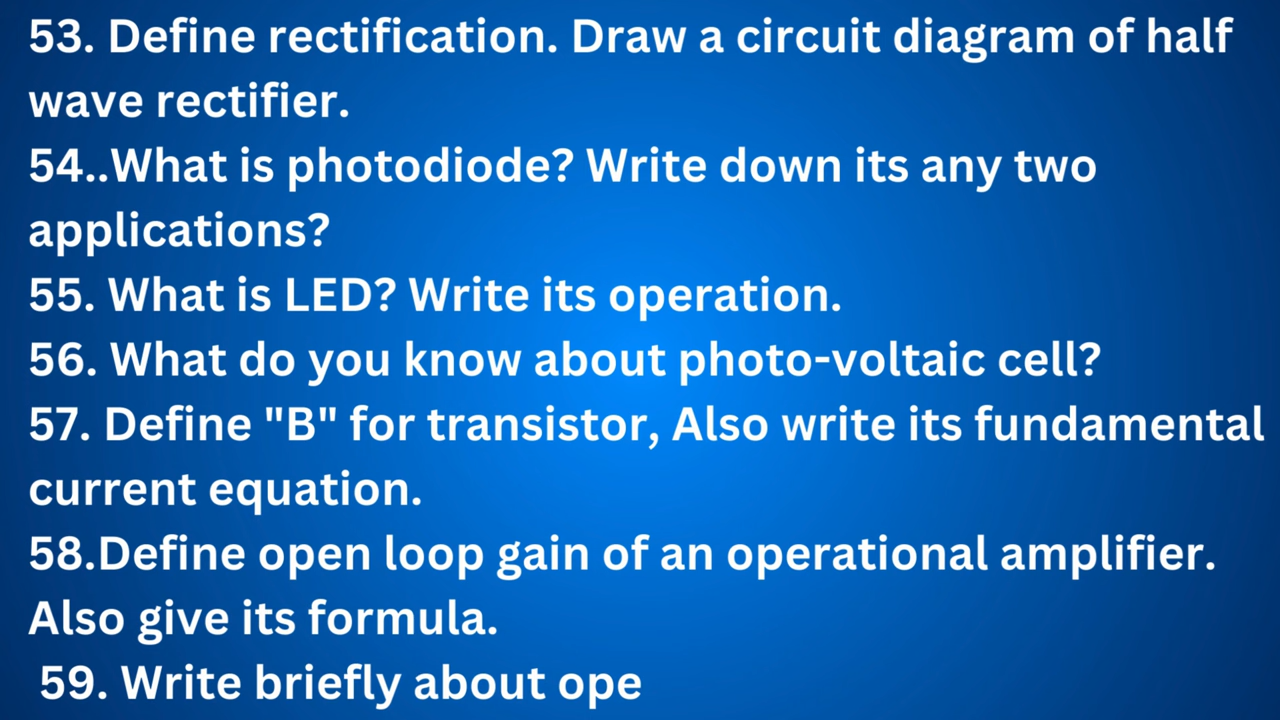 53. Define rectification. Draw a circuit diagram of half
wave rectifier.
54..What is photodiode? Write down its any two
applications?
55. What is LED? Write its operation.
56. What do you know about photo-voltaic cell?
57. Define "B" for transistor, Also write its fundamental
current equation.
58.Define open loop gain of an operational amplifier.
Also give its formula.
59. Write briefly about ope